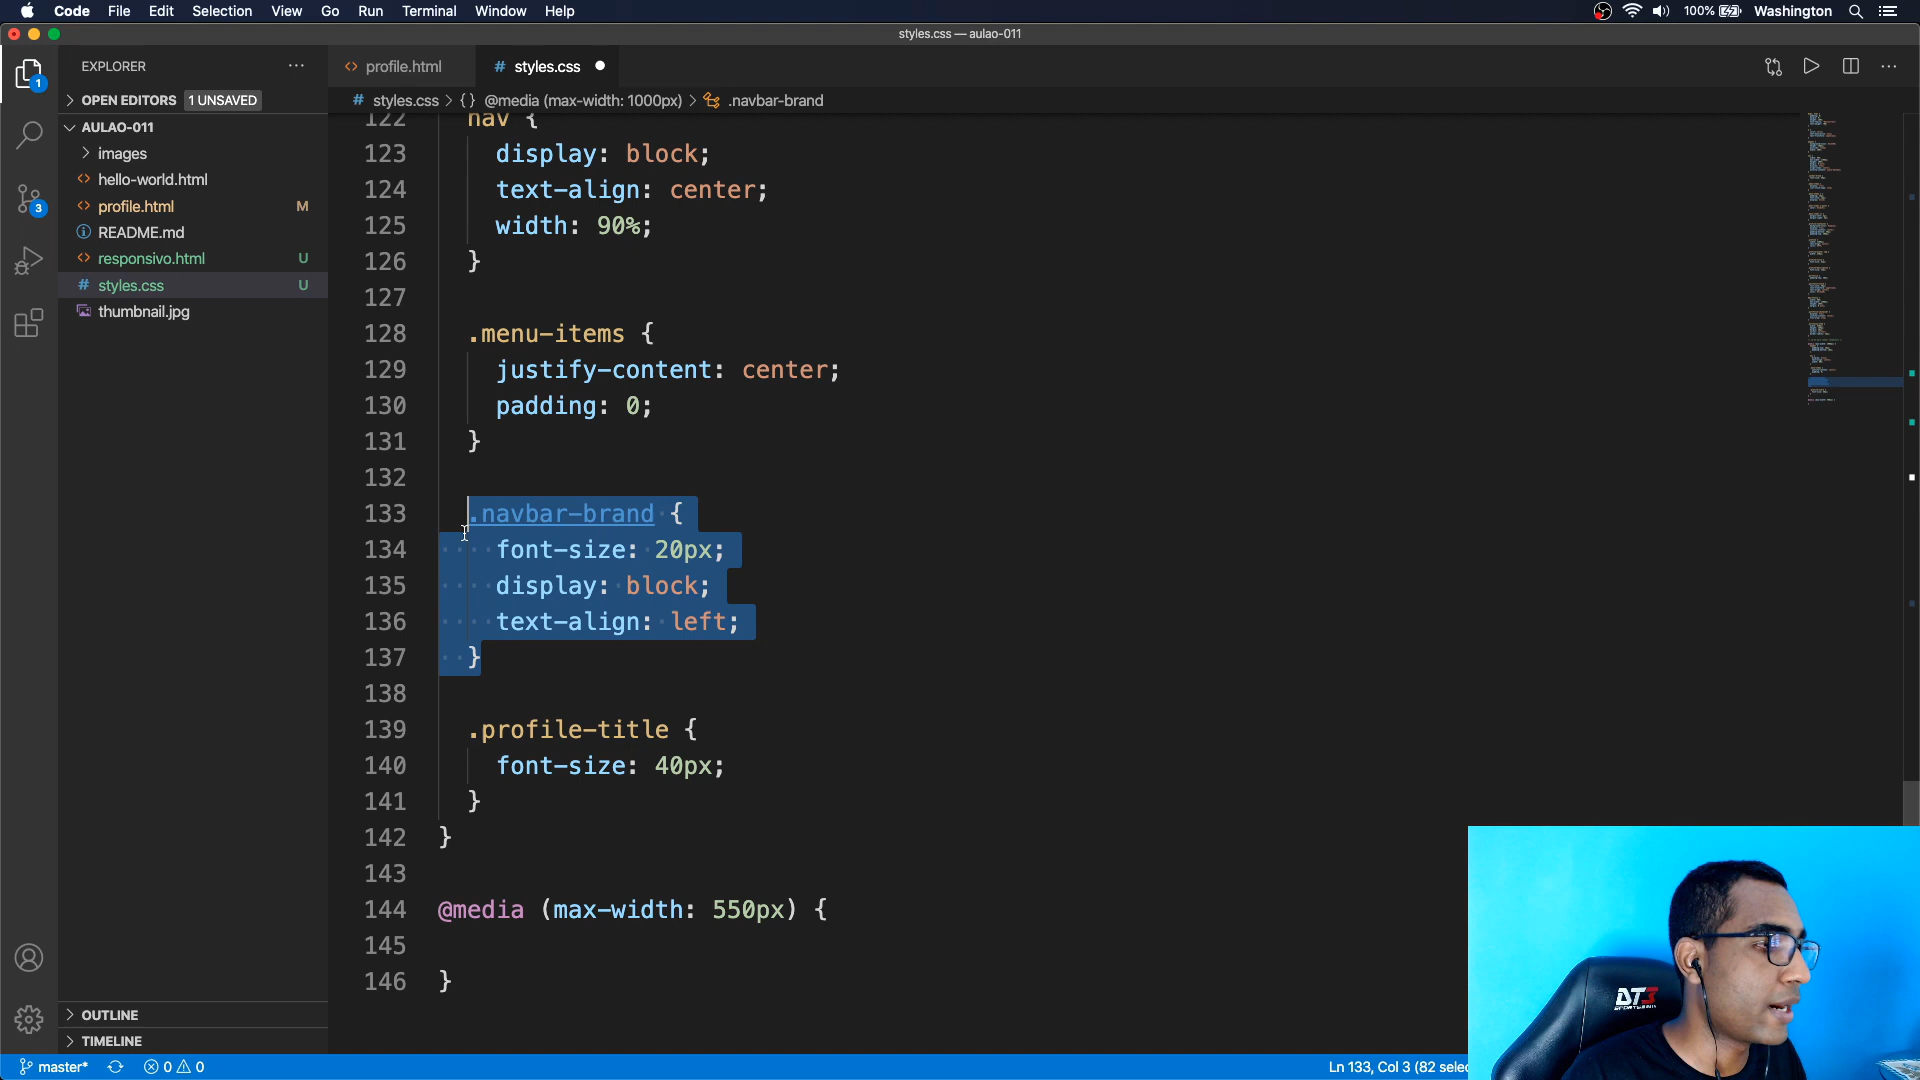 Code File Edit Selection View Go Run Terminal Window Help 100% Washington
styles.css — aulao-011
EXPLORER
OPEN EDITORS 1 UNSAVED
AULAO-011
images
hello-world.html
profile.html M
README.md
responsivo.html U
styles.css U
thumbnail.jpg
OUTLINE
TIMELINE
1
3
profile.html # styles.css
# styles.css > {} @media (max-width: 1000px) > .navbar-brand
122 nav {
123 display: block;
124 text-align: center;
125 width: 90%;
126 }
127
128 .menu-items {
129 justify-content: center;
130 padding: 0;
131 }
132
133 .navbar-brand {
134 font-size: 20px;
135 display: block;
136 text-align: left;
137 }
138
139 .profile-title {
140 font-size: 40px;
141 }
142 }
143
144 @media (max-width: 550px) {
145
146 }
DT3
master* 0 0 Ln 133, Col 3 (82 selec